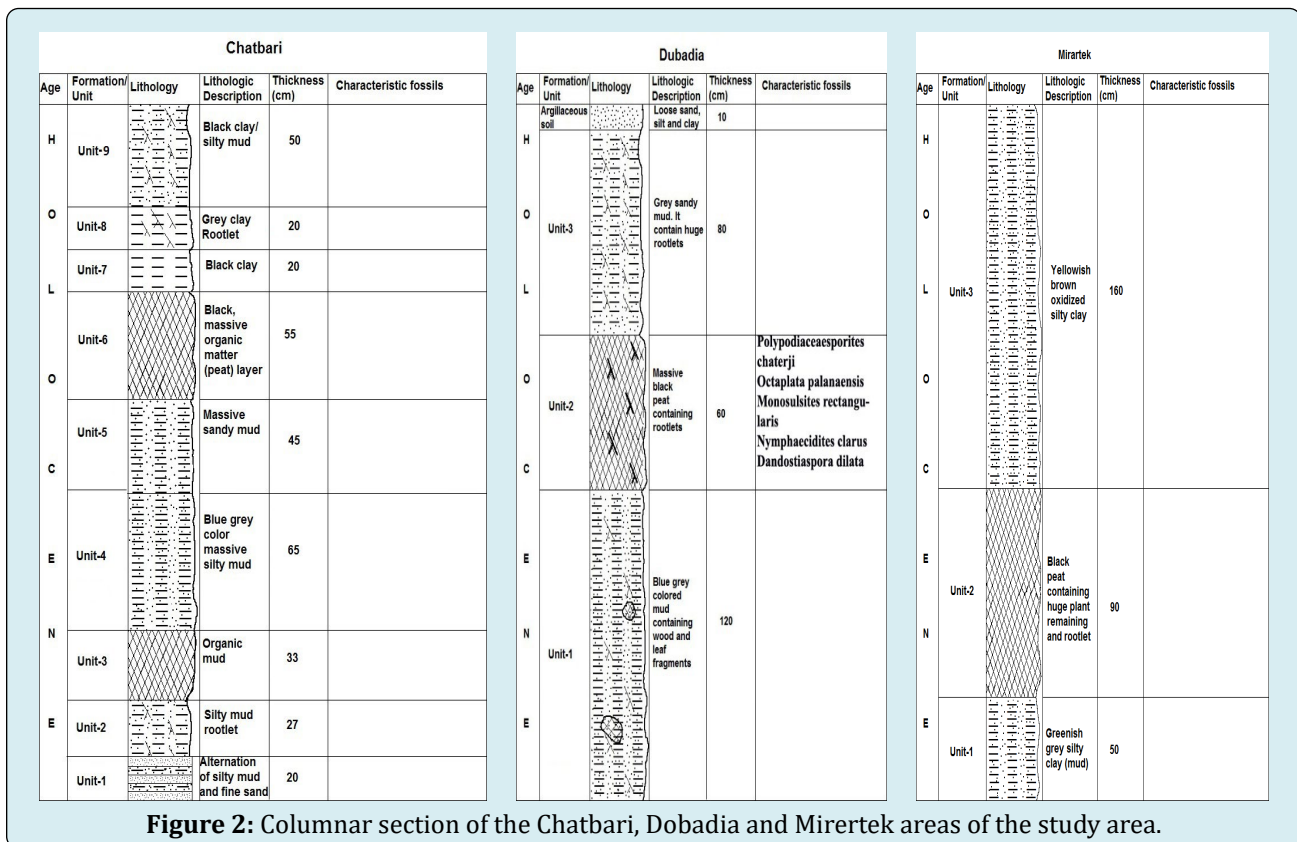 Chatbari
Age
Formation/
Unit
Lithology
Lithologic
Description
Thickness
(cm)
Characteristic fossils
H
O
L
O
C
E
N
E
Unit-9
Black clay/
silty mud
50
Unit-8
Grey clay
Rootlet
20
Unit-7
Black clay
20
Unit-6
Black,
massive
organic
matter
(peat) layer
55
Unit-5
Massive
sandy mud
45
Unit-4
Blue grey
color
massive
silty mud
65
Unit-3
Organic
mud
33
Unit-2
Silty mud
rootlet
27
Unit-1
Alternation
of silty mud
and fine sand
20
Dubadia
Age
Formation/
Unit
Lithology
Lithologic
Description
Thickness
(cm)
Characteristic fossils
H
O
L
O
C
E
N
E
Argillaceous
soil
Loose sand,
silt and clay
10
Unit-3
Grey sandy
mud. It
contain huge
rootlets
80
Unit-2
Massive
black
peat
containing
rootlets
60
Polypodiaceaesporites
chaterji
Octaplata palanaensis
Monosulsites rectangu-
laris
Nymphaecidites clarus
Dandostiaspora dilata
Unit-1
Blue grey
colored
mud
containing
wood and
leaf
fragments
120
Mirartek
Age
Formation/
Unit
Lithology
Lithologic
Description
Thickness
(cm)
Characteristic fossils
H
O
L
O
C
E
N
E
Unit-3
Yellowish
brown
oxidized
silty clay
160
Unit-2
Black
peat
containing
huge plant
remaining
and rootlet
90
Unit-1
Greenish
grey silty
clay (mud)
50
Figure 2: Columnar section of the Chatbari, Dobadia and Mirertek areas of the study area.